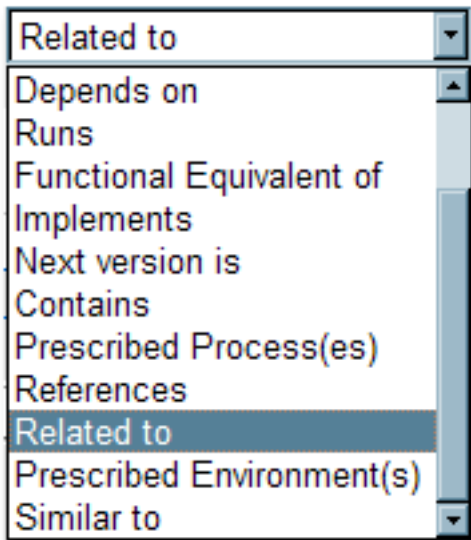 Related to
Depends on
Runs
Functional Equivalent of
Implements
Next version is
Contains
Prescribed Process(es)
References
Related to
Prescribed Environment(s)
Similar to